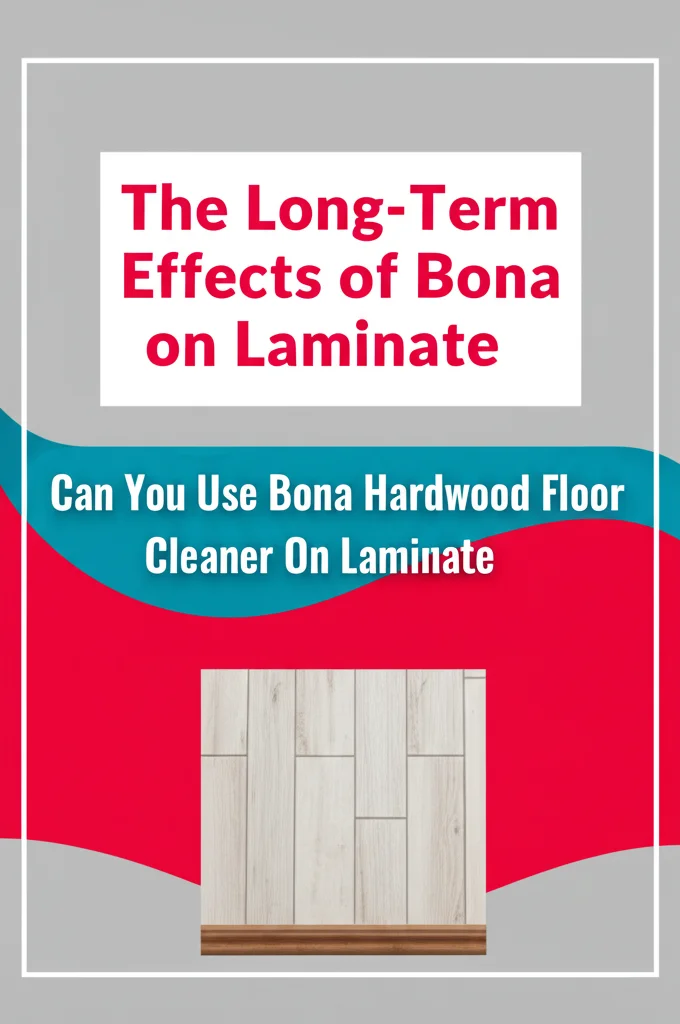 The Long-Term
Effects of Bona
on Laminate
Can You Use Bona Hardwood Floor
Cleaner On Laminate